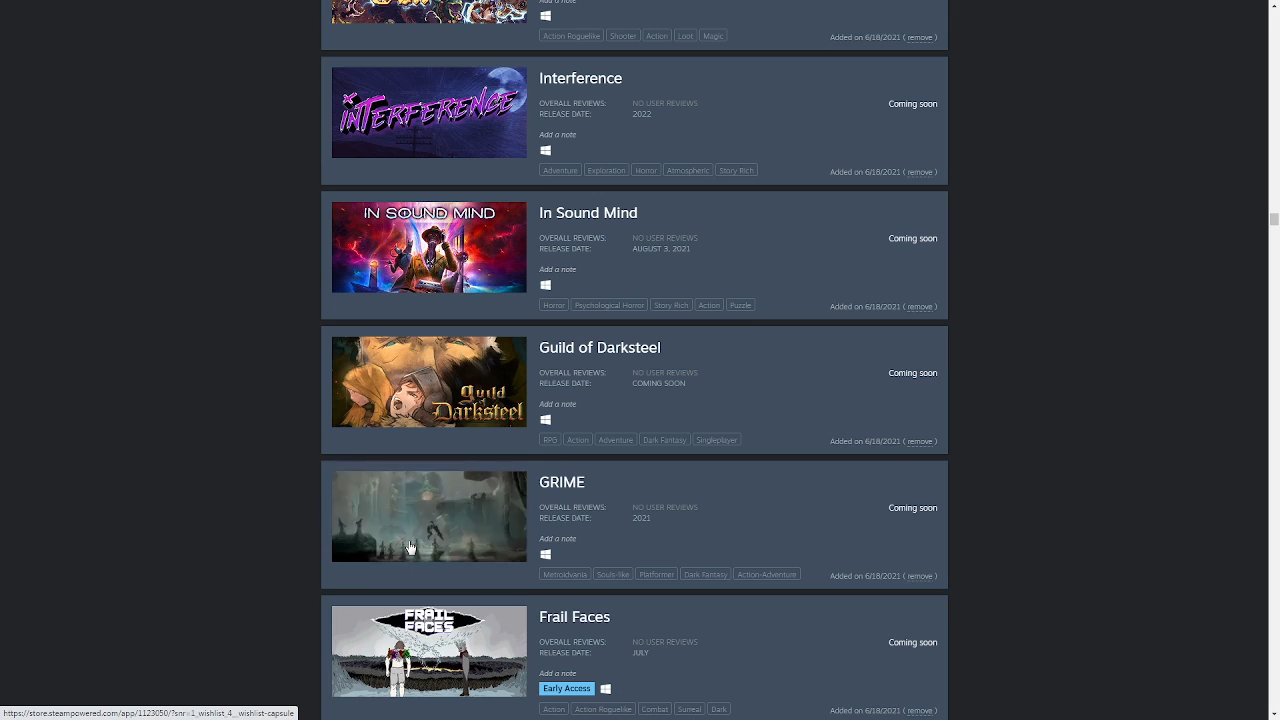 Add a note
Action Roguelike Shooter Action Loot Magic
Added on 6/18/2021 ( remove )
INTERFERENCE
Interference
OVERALL REVIEWS: NO USER REVIEWS
RELEASE DATE: 2022
Coming soon
Add a note
Adventure Exploration Horror Atmospheric Story Rich
Added on 6/18/2021 ( remove )
IN SOUND MIND
In Sound Mind
OVERALL REVIEWS: NO USER REVIEWS
RELEASE DATE: AUGUST 3, 2021
Coming soon
Add a note
Horror Psychological Horror Story Rich Action Puzzle
Added on 6/18/2021 ( remove )
Guild of Darksteel
Guild of Darksteel
OVERALL REVIEWS: NO USER REVIEWS
RELEASE DATE: COMING SOON
Coming soon
Add a note
RPG Action Adventure Dark Fantasy Singleplayer
Added on 6/18/2021 ( remove )
GRIME
OVERALL REVIEWS: NO USER REVIEWS
RELEASE DATE: 2021
Coming soon
Add a note
Metroidvania Souls-like Platformer Dark Fantasy Action-Adventure
Added on 6/18/2021 ( remove )
FRAIL
FACES
Frail Faces
OVERALL REVIEWS: NO USER REVIEWS
RELEASE DATE: JULY
Coming soon
Add a note
Early Access
Action Action Roguelike Combat Surreal Dark
Added on 6/18/2021 ( remove )
https://store.steampowered.com/app/1123050/?snr=1_wishlist_4__wishlist-capsule